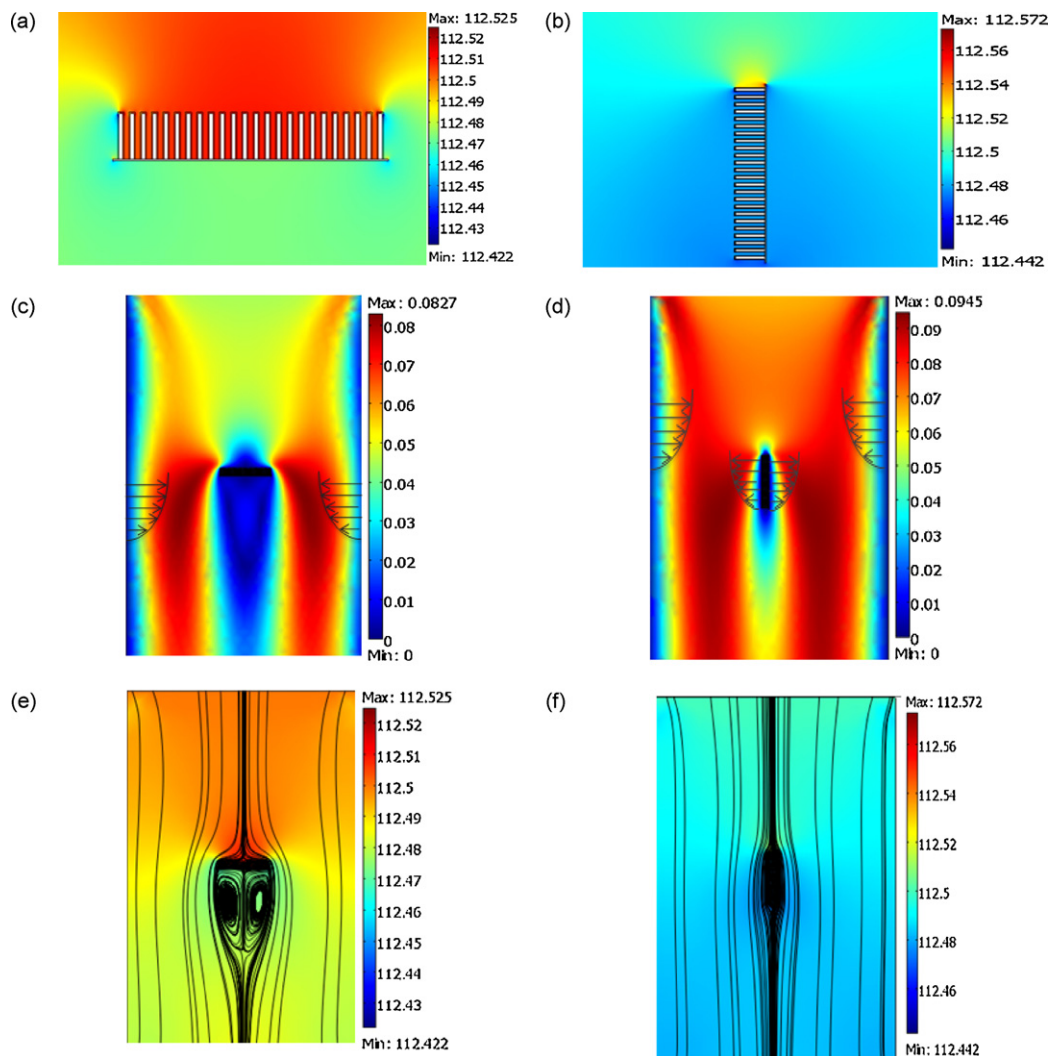 (a)
Max: 112.525
112.52
112.51
112.5
112.49
112.48
112.47
112.46
112.45
112.44
112.43
Min: 112.422
(b)
Max: 112.572
112.56
112.54
112.52
112.5
112.48
112.46
Min: 112.442
(c)
Max: 0.0827
0.08
0.07
0.06
0.05
0.04
0.03
0.02
0.01
0
Min: 0
(d)
Max: 0.0945
0.09
0.08
0.07
0.06
0.05
0.04
0.03
0.02
0.01
0
Min: 0
(e)
Max: 112.525
112.52
112.51
112.5
112.49
112.48
112.47
112.46
112.45
112.44
112.43
Min: 112.422
(f)
Max: 112.572
112.56
112.54
112.52
112.5
112.48
112.46
Min: 112.442